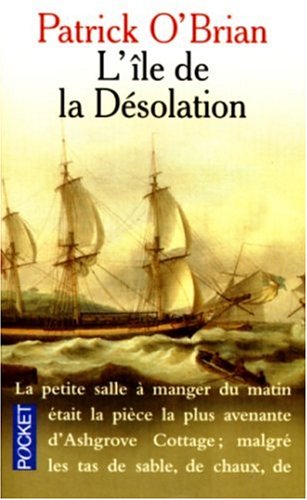 Patrick O'Brian
L'île de
la Désolation
La petite salle à manger du matin
était la pièce la plus avenante
d'Ashgrove Cottage ; malgré
les tas de sable, de chaux, de
POCKET